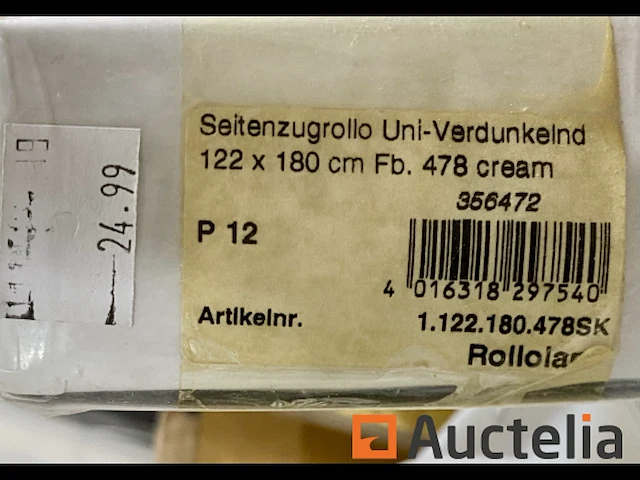 Seitenzugrollo Uni-Verdunkelnd
122 x 180 cm Fb. 478 cream
356472
P 12
4 016318 297540
Artikelnr. 1.122.180.478SK
24.99
Auctelia